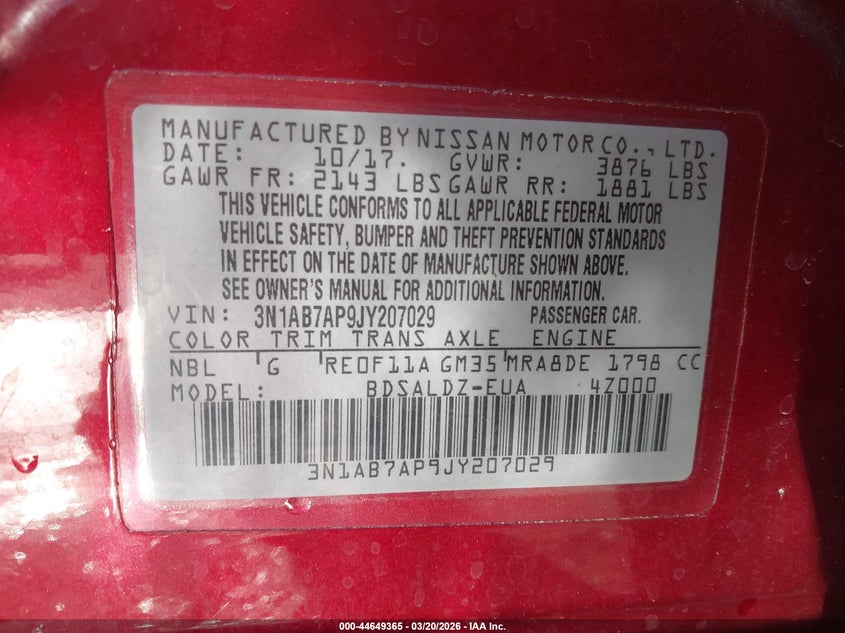 MANUFACTURED BY NISSAN MOTOR CO., LTD.
DATE: 10/17. GVWR: 3876 LBS
GAWR FR: 2143 LBS GAWR RR: 1881 LBS
THIS VEHICLE CONFORMS TO ALL APPLICABLE FEDERAL MOTOR
VEHICLE SAFETY, BUMPER AND THEFT PREVENTION STANDARDS
IN EFFECT ON THE DATE OF MANUFACTURE SHOWN ABOVE.
SEE OWNER'S MANUAL FOR ADDITIONAL INFORMATION.
VIN: 3N1AB7AP9JY207029 PASSENGER CAR.
COLOR TRIM TRANS AXLE ENGINE
NBL G RE0F11A GM35 MRA8DE 1798 CC
MODEL: BDSALDZ-EUA 4Z000
3N1AB7AP9JY207029
000-44649365 | 03/20/2026 - IAA Inc.